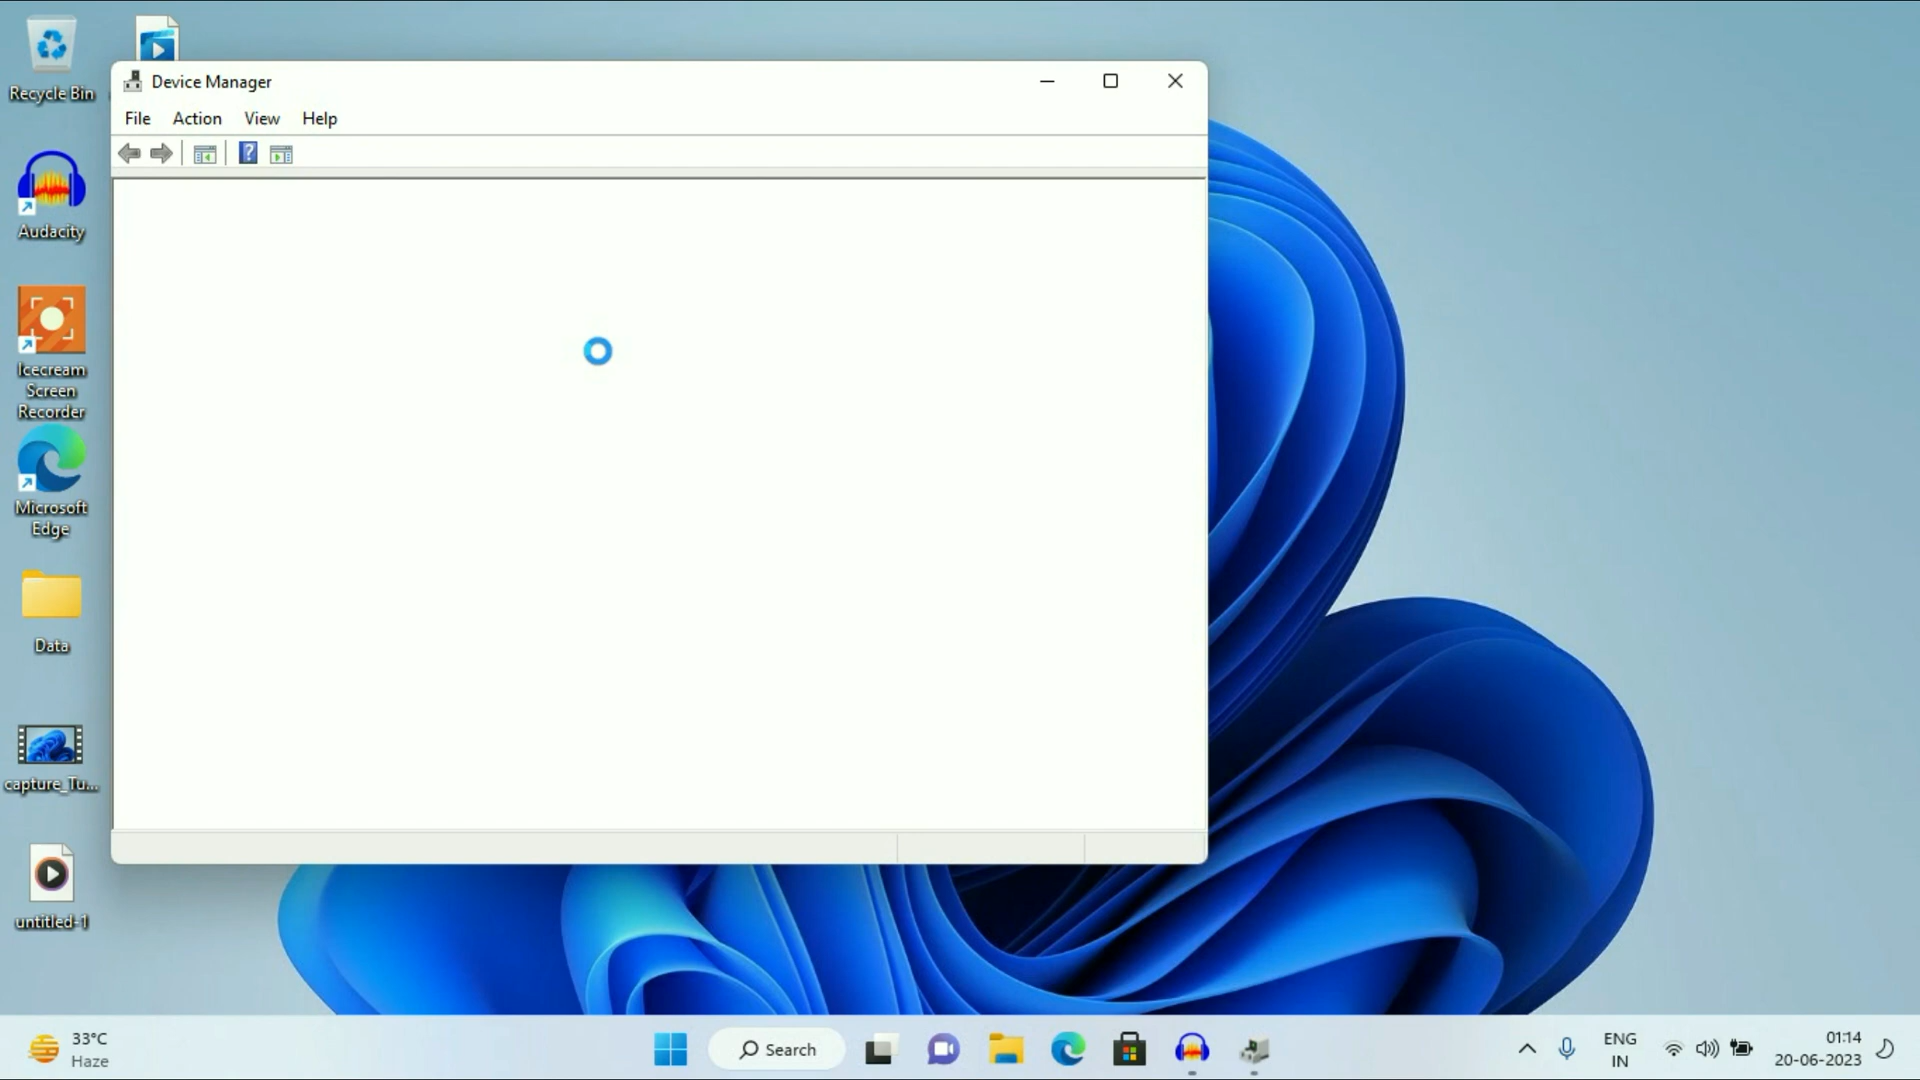 Recycle Bin
Device Manager
File Action View Help
?
Audacity
Icecream
Screen
Recorder
Microsoft
Edge
Data
capture_Tu...
untitled-1
33°C
Haze
Search
ENG
IN
01:14
20-06-2023